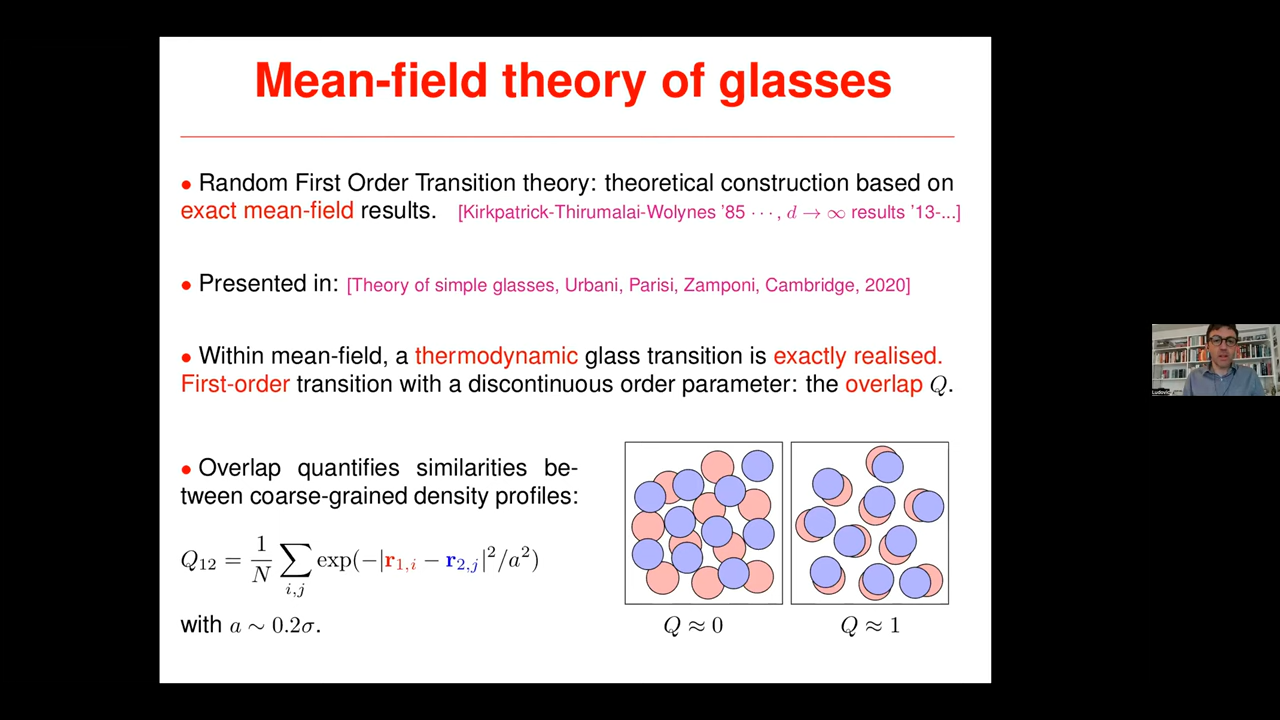 Mean-field theory of glasses
• Random First Order Transition theory: theoretical construction based on
exact mean-field results. [Kirkpatrick-Thirumalai-Wolynes '85 ⋯, d → ∞ results '13-...]
• Presented in: [Theory of simple glasses, Urbani, Parisi, Zamponi, Cambridge, 2020]
• Within mean-field, a thermodynamic glass transition is exactly realised.
First-order transition with a discontinuous order parameter: the overlap Q.
• Overlap quantifies similarities be-
tween coarse-grained density profiles:
Q₁₂ = 1/N ∑_{i,j} exp(−|r₁,ᵢ − r₂,ⱼ|²/a²)
with a ∼ 0.2σ.
Q ≈ 0
Q ≈ 1